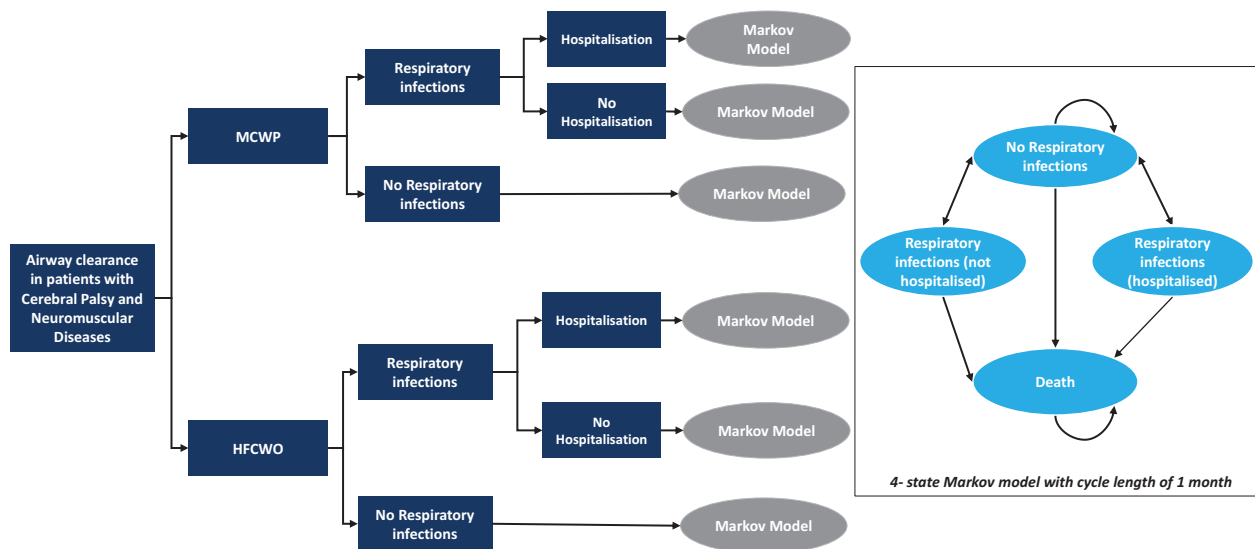 Airway clearance
in patients with
Cerebral Palsy and
Neuromuscular
Diseases
MCWP
Respiratory
infections
Hospitalisation
Markov
Model
No
Hospitalisation
Markov Model
No Respiratory
infections
Markov Model
HFCWO
Respiratory
infections
Hospitalisation
Markov Model
No
Hospitalisation
Markov Model
No Respiratory
infections
Markov Model
No Respiratory
infections
Respiratory
infections (not
hospitalised)
Respiratory
infections
(hospitalised)
Death
4- state Markov model with cycle length of 1 month